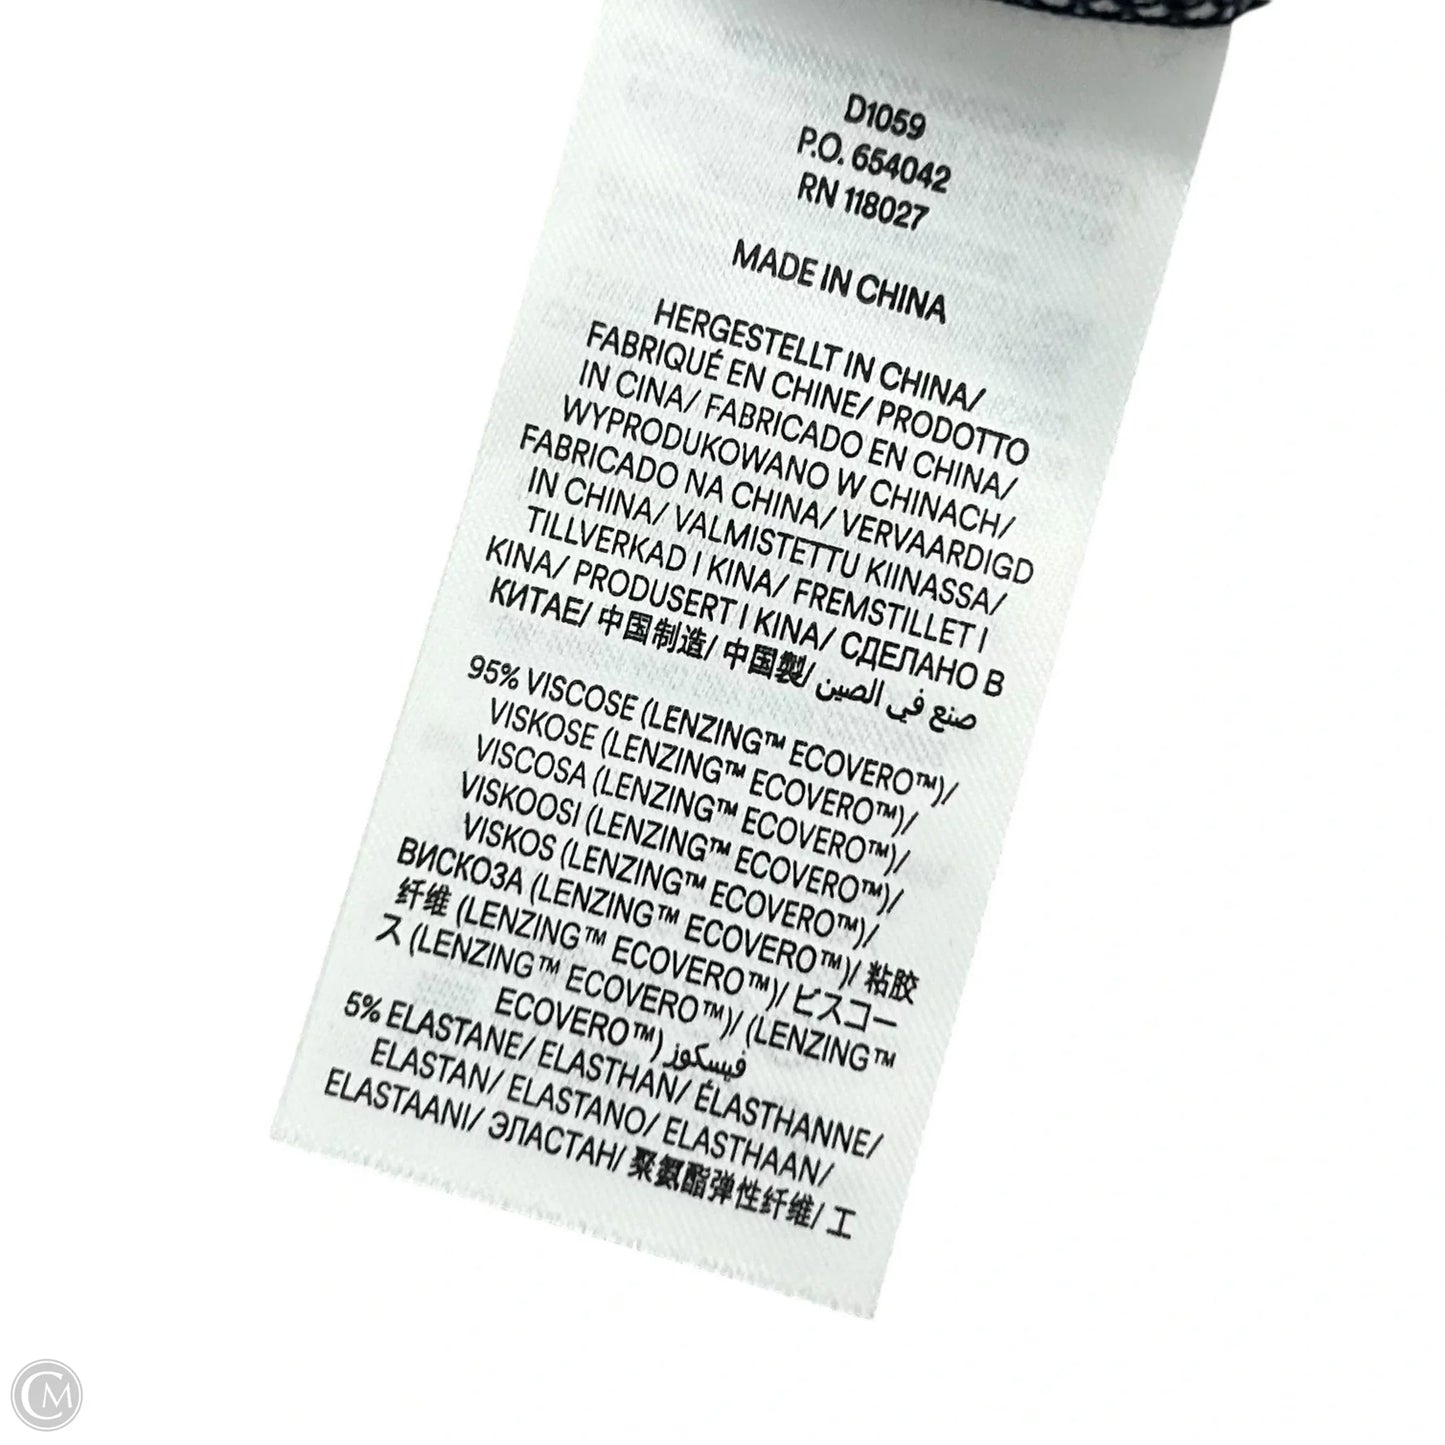 D1059
P.O. 654042
RN 118027
MADE IN CHINA
HERGESTELLT IN CHINA/
FABRIQUÉ EN CHINE/ PRODOTTO
IN CINA/ FABRICADO EN CHINA/
WYPRODUKOWANO W CHINACH/
FABRICADO NA CHINA/ VERVAARDIGD
IN CHINA/ VALMISTETTU KIINASSA/
TILLVERKAD I KINA/ FREMSTILLET I
KINA/ PRODUSERT I KINA/ СДЕЛАНО В
КИТАЕ/ 中国制造/ 中国製/ صنع في الصين
95% VISCOSE (LENZING™ ECOVERO™)/
VISKOSE (LENZING™ ECOVERO™)/
VISCOSA (LENZING™ ECOVERO™)/
VISKOOSI (LENZING™ ECOVERO™)/
VISKOS (LENZING™ ECOVERO™)/
ВИСКОЗА (LENZING™ ECOVERO™)/ 粘胶
纤维 (LENZING™ ECOVERO™)/ ビスコー
ス (LENZING™ ECOVERO™)/ (LENZING™
ECOVERO™) فيسكوز
5% ELASTANE/ ELASTHAN/ ÉLASTHANNE/
ELASTAN/ ELASTANO/ ELASTHAAN/
ELASTAANI/ ЭЛАСТАН/ 聚氨酯弹性纤维/ エ
CM